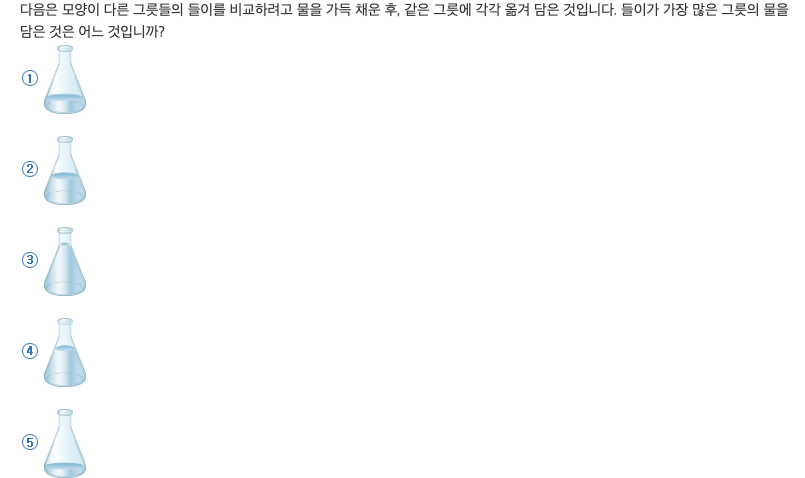 다음은 모양이 다른 그릇들의 들이를 비교하려고 물을 가득 채운 후, 같은 그릇에 각각 옮겨 담은 것입니다. 들이가 가장 많은 그릇의 물을
담은 것은 어느 것입니까?
①
②
③
④
⑤